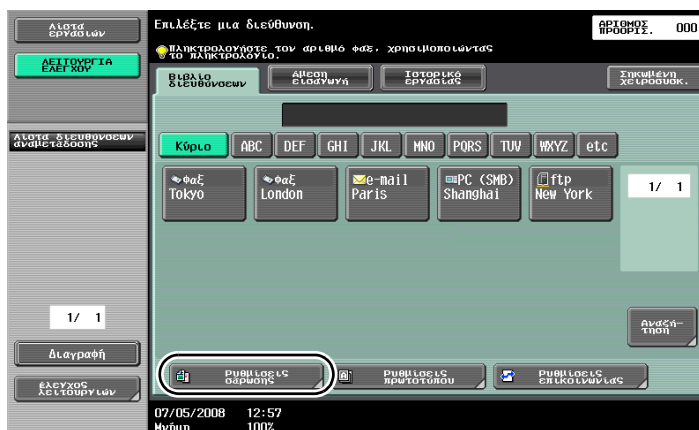 Λίστα
εργασιών
ΛΕΙΤΟΥΡΓΙΑ
ΕΛΕΓΧΟΥ
Λίστα διευθύνσεων
αναμετάδοσης
1/ 1
Διαγραφή
έλεγχος
λειτουργιών
Επιλέξτε μια διεύθυνση.
ΑΡΙΘΜΟΣ
ΠΡΟΟΡΙΣ. 000
Πληκτρολογήστε τον αριθμό φαξ, χρησιμοποιώντας
το πληκτρολόγιο.
Βιβλίο
διευθύνσεων
Άμεση
εισαγωγή
Ιστορικό
εργασίας
Σηκωμένη
χειροσυσκ.
Κύριο ABC DEF GHI JKL MNO PQRS TUV WXYZ etc
Φαξ
Tokyo
Φαξ
London
e-mail
Paris
PC (SMB)
Shanghai
ftp
New York
1/ 1
Αναζή-
τηση
Ρυθμίσεις
σάρωσης
Ρυθμίσεις
πρωτοτύπου
Ρυθμίσεις
επικοινωνίας
07/05/2008 12:57
Μνήμη 100%